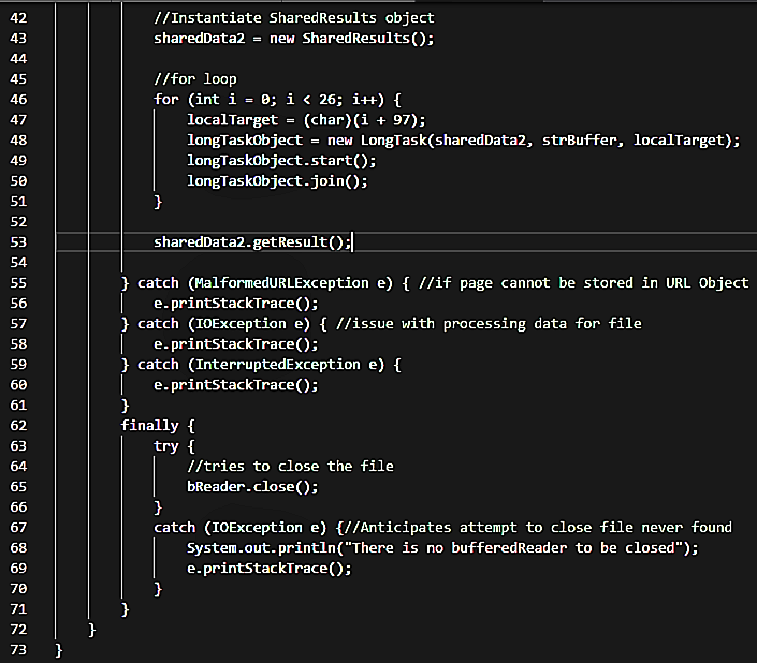 42 //Instantiate SharedResults object
43 sharedData2 = new SharedResults();
44
45 //for loop
46 for (int i = 0; i < 26; i++) {
47 localTarget = (char)(i + 97);
48 longTaskObject = new LongTask(sharedData2, strBuffer, localTarget);
49 longTaskObject.start();
50 longTaskObject.join();
51 }
52
53 sharedData2.getResult();
54
55 } catch (MalformedURLException e) { //if page cannot be stored in URL Object
56 e.printStackTrace();
57 } catch (IOException e) { //issue with processing data for file
58 e.printStackTrace();
59 } catch (InterruptedException e) {
60 e.printStackTrace();
61 }
62 finally {
63 try {
64 //tries to close the file
65 bReader.close();
66 }
67 catch (IOException e) {//Anticipates attempt to close file never found
68 System.out.println("There is no bufferedReader to be closed");
69 e.printStackTrace();
70 }
71 }
72 }
73 }